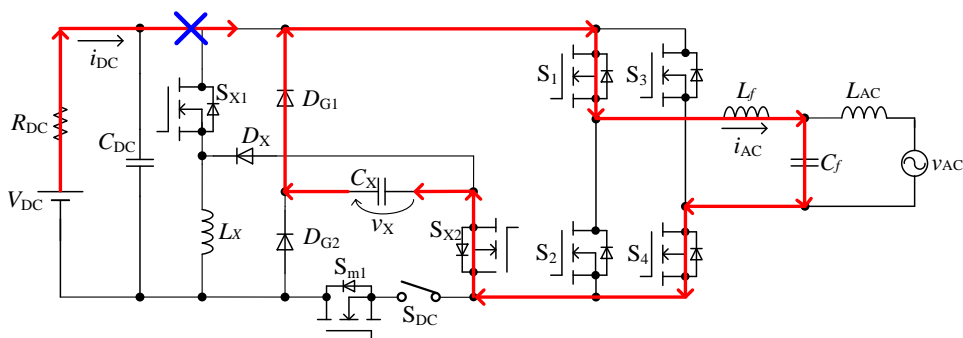 i_DC
S_1
S_3
S_X1
L_f
L_AC
R_DC
D_G1
C_DC
D_X
i_AC
C_f
v_AC
C_X
V_DC
L_X
v_X
D_G2
S_X2
S_2
S_4
S_m1
S_DC